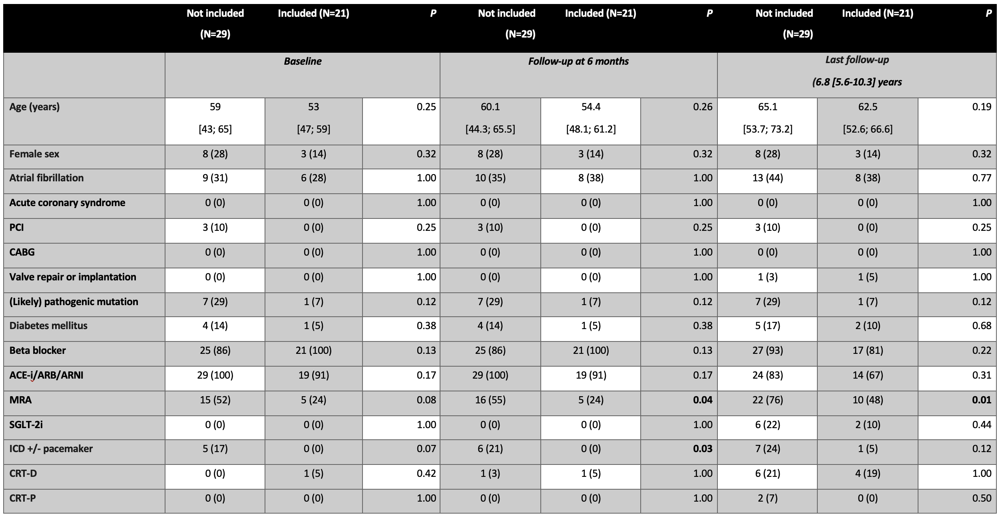 Not included Included (N=21) P Not included Included (N=21) P Not included Included (N=21) P
(N=29) (N=29) (N=29)
Baseline Follow-up at 6 months Last follow-up
(6.8 [5.6-10.3] years
Age (years) 59 53 0.25 60.1 54.4 0.26 65.1 62.5 0.19
[43; 65] [47; 59] [44.3; 65.5] [48.1; 61.2] [53.7; 73.2] [52.6; 66.6]
Female sex 8 (28) 3 (14) 0.32 8 (28) 3 (14) 0.32 8 (28) 3 (14) 0.32
Atrial fibrillation 9 (31) 6 (28) 1.00 10 (35) 8 (38) 1.00 13 (44) 8 (38) 0.77
Acute coronary syndrome 0 (0) 0 (0) 1.00 0 (0) 0 (0) 1.00 0 (0) 0 (0) 1.00
PCI 3 (10) 0 (0) 0.25 3 (10) 0 (0) 0.25 3 (10) 0 (0) 0.25
CABG 0 (0) 0 (0) 1.00 0 (0) 0 (0) 1.00 0 (0) 0 (0) 1.00
Valve repair or implantation 0 (0) 0 (0) 1.00 0 (0) 0 (0) 1.00 1 (3) 1 (5) 1.00
(Likely) pathogenic mutation 7 (29) 1 (7) 0.12 7 (29) 1 (7) 0.12 7 (29) 1 (7) 0.12
Diabetes mellitus 4 (14) 1 (5) 0.38 4 (14) 1 (5) 0.38 5 (17) 2 (10) 0.68
Beta blocker 25 (86) 21 (100) 0.13 25 (86) 21 (100) 0.13 27 (93) 17 (81) 0.22
ACE-i/ARB/ARNI 29 (100) 19 (91) 0.17 29 (100) 19 (91) 0.17 24 (83) 14 (67) 0.31
MRA 15 (52) 5 (24) 0.08 16 (55) 5 (24) 0.04 22 (76) 10 (48) 0.01
SGLT-2i 0 (0) 0 (0) 1.00 0 (0) 0 (0) 1.00 6 (22) 2 (10) 0.44
ICD +/- pacemaker 5 (17) 0 (0) 0.07 6 (21) 0 (0) 0.03 7 (24) 1 (5) 0.12
CRT-D 0 (0) 1 (5) 0.42 1 (3) 1 (5) 1.00 6 (21) 4 (19) 1.00
CRT-P 0 (0) 0 (0) 1.00 0 (0) 0 (0) 1.00 2 (7) 0 (0) 0.50